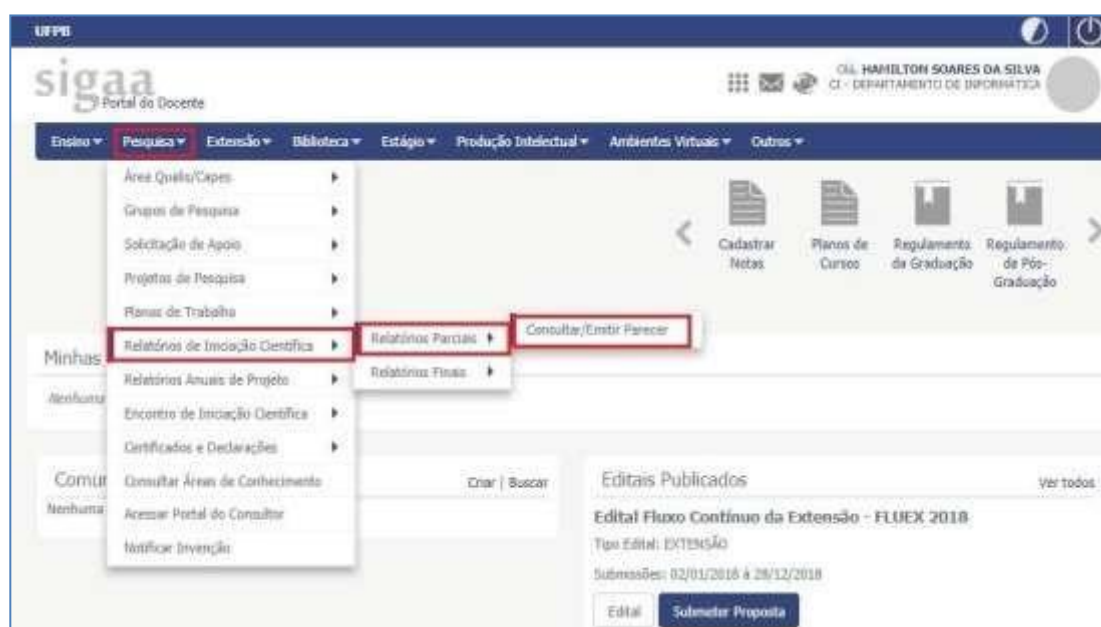 UFPB
sigaa
Portal do Docente
Olá, HAMILTON SOARES DA SILVA
CI - DEPARTAMENTO DE INFORMÁTICA
Ensino Pesquisa Extensão Biblioteca Estágio Produção Intelectual Ambientes Virtuais Outros
Área Qualis/Capes
Grupos de Pesquisa
Solicitação de Apoio
Projetos de Pesquisa
Planos de Trabalho
Relatórios de Iniciação Científica
Relatórios Anuais de Projeto
Encontro de Iniciação Científica
Certificados e Declarações
Consultar Áreas de Conhecimento
Acessar Portal do Consultor
Notificar Invenção
Relatórios Parciais
Relatórios Finais
Consultar/Emitir Parecer
Cadastrar Notas
Planos de Cursos
Regulamento da Graduação
Regulamento de Pós-Graduação
Minhas
Nenhuma
Comun
Criar | Buscar
Nenhuma
Editais Publicados
Ver todos
Edital Fluxo Contínuo da Extensão - FLUEX 2018
Tipo Edital: EXTENSÃO
Submissões: 02/01/2018 à 28/12/2018
Edital
Submeter Proposta